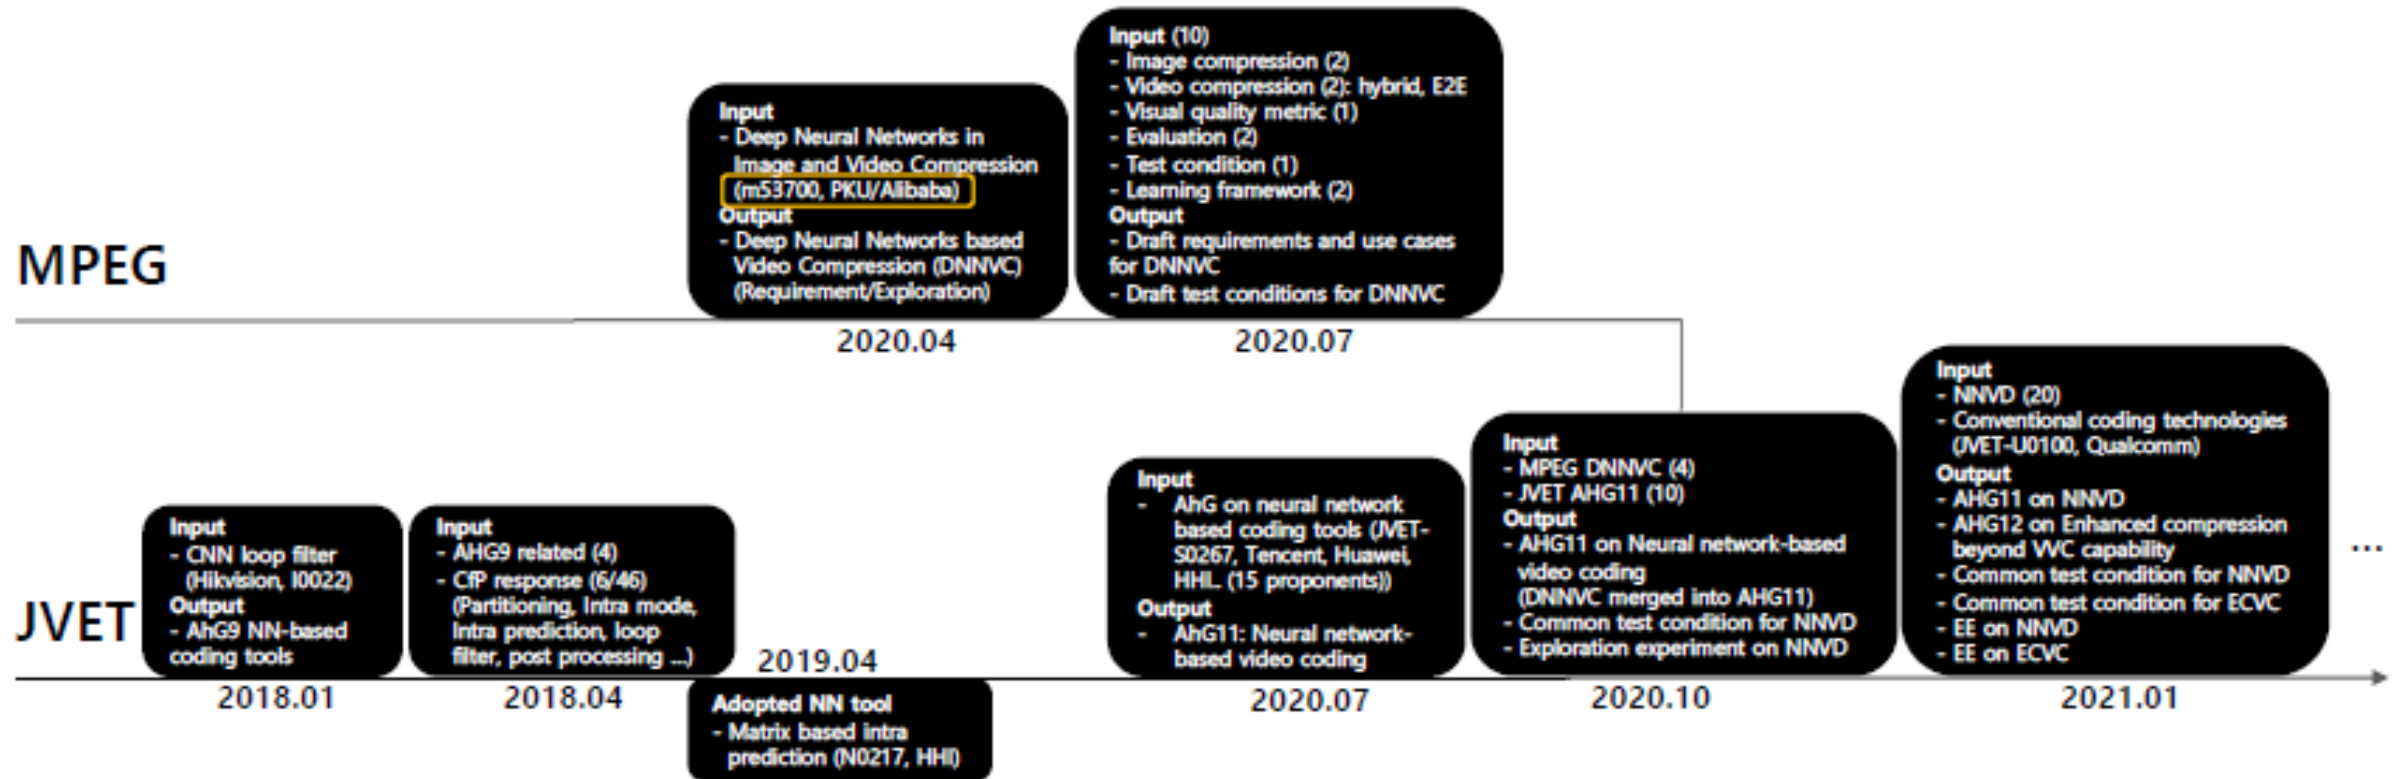 MPEG
Input
- Deep Neural Networks in
Image and Video Compression
(m53700, PKU/Alibaba)
Output
- Deep Neural Networks based
Video Compression (DNNVC)
(Requirement/Exploration)
2020.04
Input (10)
- Image compression (2)
- Video compression (2): hybrid, E2E
- Visual quality metric (1)
- Evaluation (2)
- Test condition (1)
- Learning framework (2)
Output
- Draft requirements and use cases
for DNNVC
- Draft test conditions for DNNVC
2020.07
JVET
Input
- CNN loop filter
(Hikvision, I0022)
Output
- AhG9 NN-based
coding tools
2018.01
Input
- AHG9 related (4)
- CfP response (6/46)
(Partitioning, Intra mode,
Intra prediction, loop
filter, post processing ...)
2018.04
2019.04
Adopted NN tool
- Matrix based intra
prediction (N0217, HHI)
Input
- AhG on neural network
based coding tools (JVET-
S0267, Tencent, Huawei,
HHI.. (15 proponents))
Output
- AhG11: Neural network-
based video coding
2020.07
Input
- MPEG DNNVC (4)
- JVET AHG11 (10)
Output
- AHG11 on Neural network-based
video coding
(DNNVC merged into AHG11)
- Common test condition for NNVD
- Exploration experiment on NNVD
2020.10
Input
- NNVD (20)
- Conventional coding technologies
(JVET-U0100, Qualcomm)
Output
- AHG11 on NNVD
- AHG12 on Enhanced compression
beyond VVC capability
- Common test condition for NNVD
- Common test condition for ECVC
- EE on NNVD
- EE on ECVC
2021.01
...